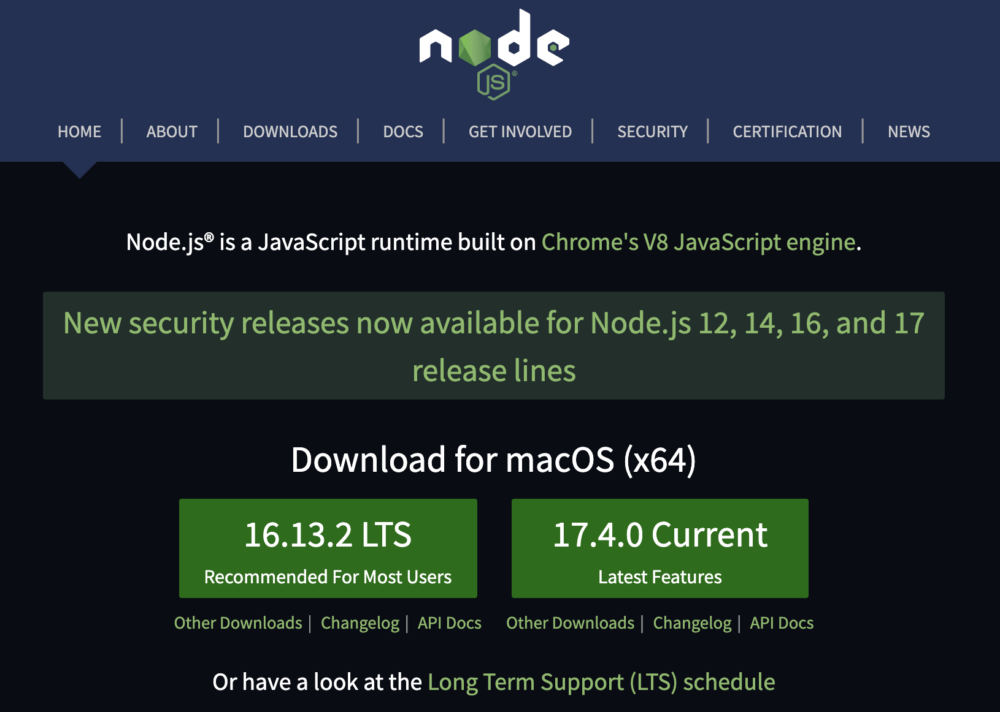 node
JS®
HOME | ABOUT | DOWNLOADS | DOCS | GET INVOLVED | SECURITY | CERTIFICATION | NEWS
Node.js® is a JavaScript runtime built on Chrome's V8 JavaScript engine.
New security releases now available for Node.js 12, 14, 16, and 17
release lines
Download for macOS (x64)
16.13.2 LTS
Recommended For Most Users
17.4.0 Current
Latest Features
Other Downloads | Changelog | API Docs
Other Downloads | Changelog | API Docs
Or have a look at the Long Term Support (LTS) schedule